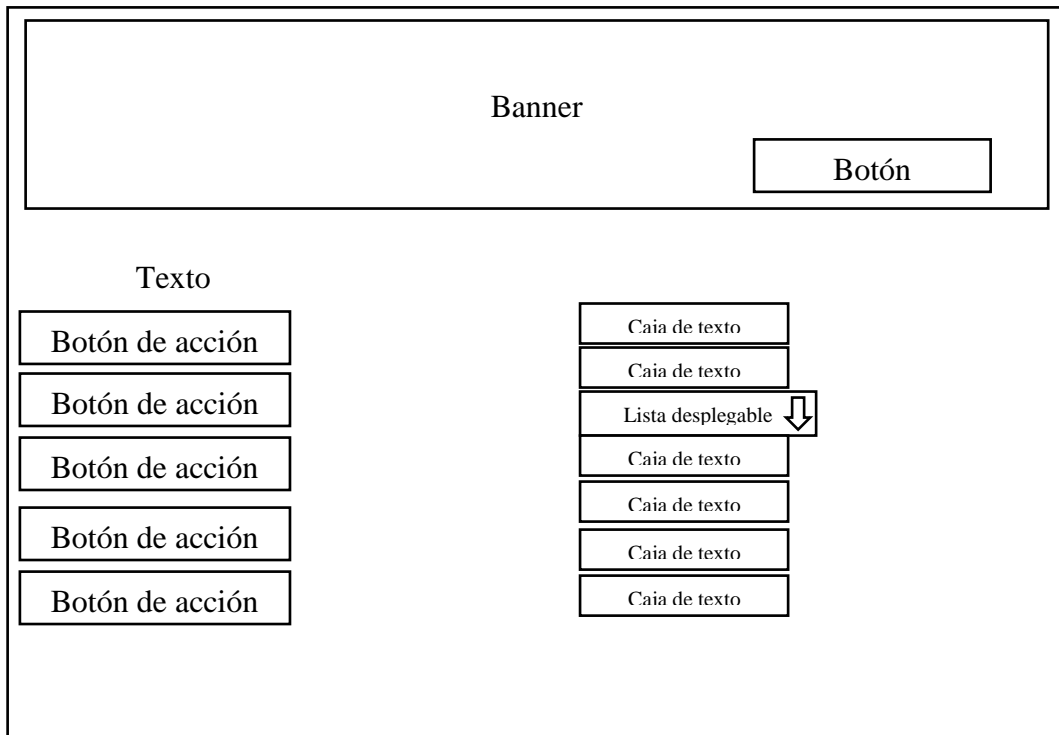 Banner
Botón
Texto
Botón de acción
Botón de acción
Botón de acción
Botón de acción
Botón de acción
Caja de texto
Caja de texto
Lista desplegable
Caja de texto
Caja de texto
Caja de texto
Caja de texto